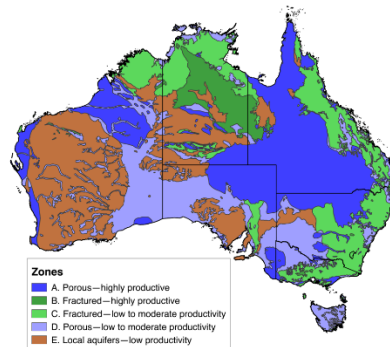 Zones
A. Porous—highly productive
B. Fractured—highly productive
C. Fractured—low to moderate productivity
D. Porous—low to moderate productivity
E. Local aquifers—low productivity